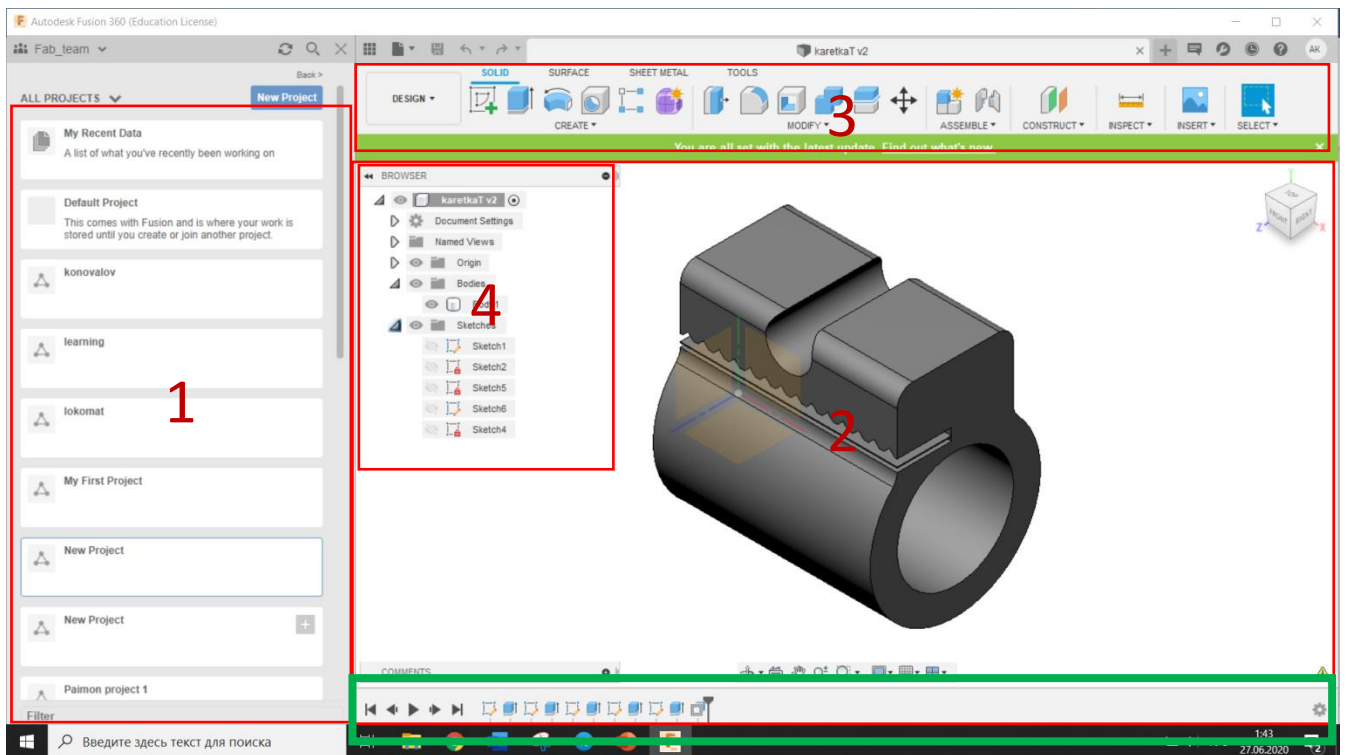 Autodesk Fusion 360 (Education License)
Fab_team
karetkaT v2
AK
Back >
ALL PROJECTS
New Project
My Recent Data
A list of what you've recently been working on
Default Project
This comes with Fusion and is where your work is
stored until you create or join another project.
konovalov
learning
lokomat
My First Project
New Project
New Project
Paimon project 1
Filter
1
SOLID SURFACE SHEET METAL TOOLS
DESIGN
CREATE MODIFY ASSEMBLE CONSTRUCT INSPECT INSERT SELECT
3
You are all set with the latest update. Find out what's new.
BROWSER
karetkaT v2
Document Settings
Named Views
Origin
Bodies
4
Sketches
Sketch1
Sketch2
Sketch5
Sketch6
Sketch4
2
TOP
FRONT RIGHT
Y
Z
X
COMMENTS
Введите здесь текст для поиска
1:43
27.06.2020
2